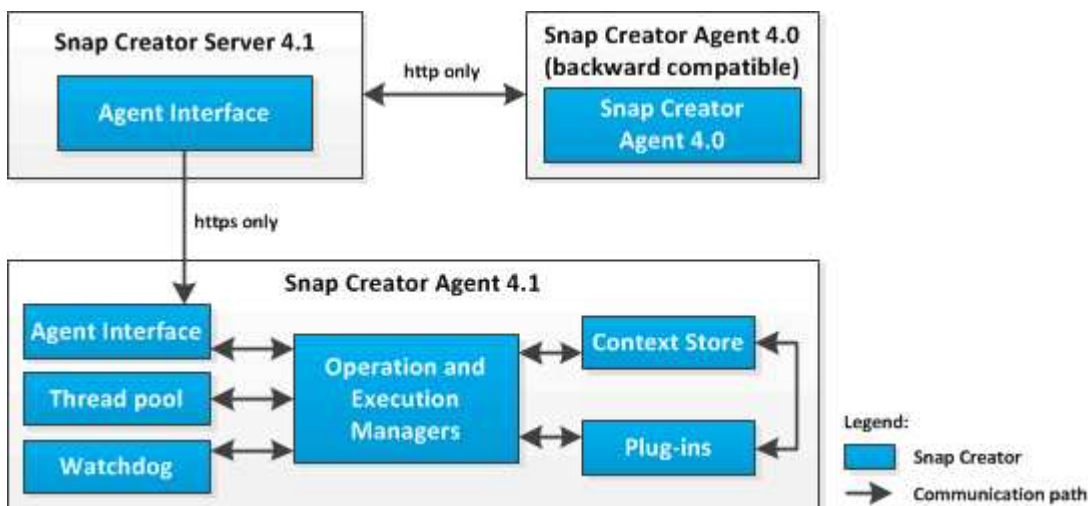 Snap Creator Server 4.1
Agent Interface
http only
Snap Creator Agent 4.0
(backward compatible)
Snap Creator
Agent 4.0
https only
Snap Creator Agent 4.1
Agent Interface
Thread pool
Watchdog
Operation and
Execution
Managers
Context Store
Plug-ins
Legend:
Snap Creator
Communication path